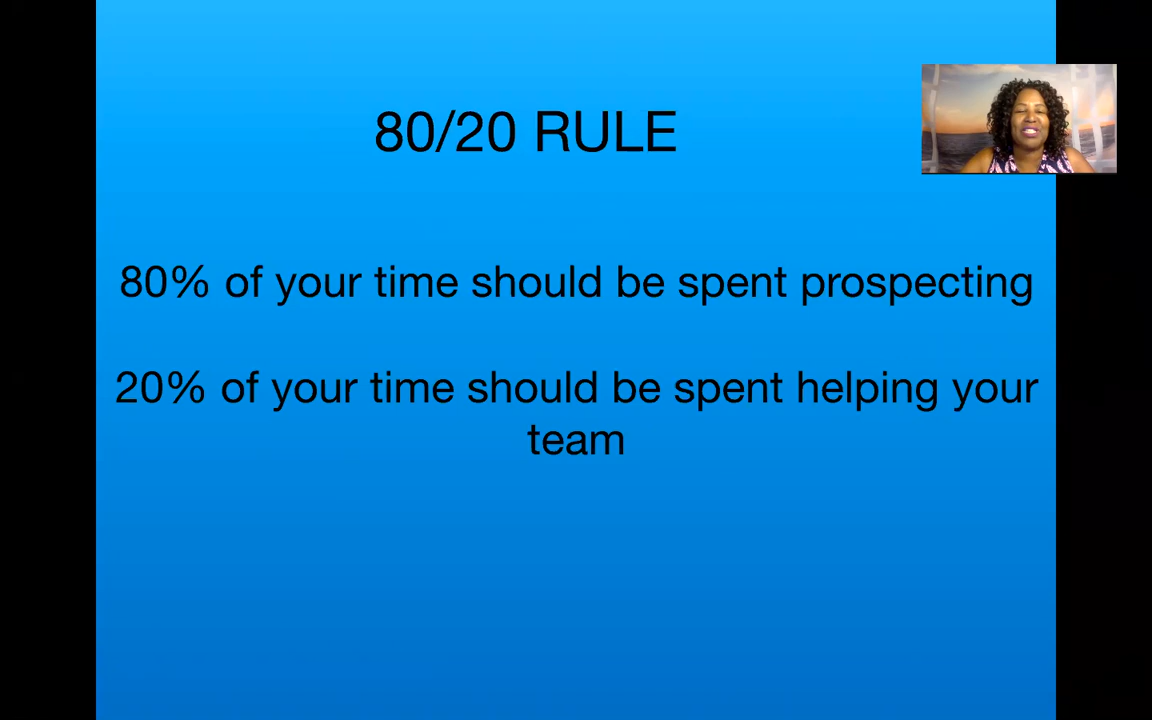 80/20 RULE
80% of your time should be spent prospecting
20% of your time should be spent helping your
team